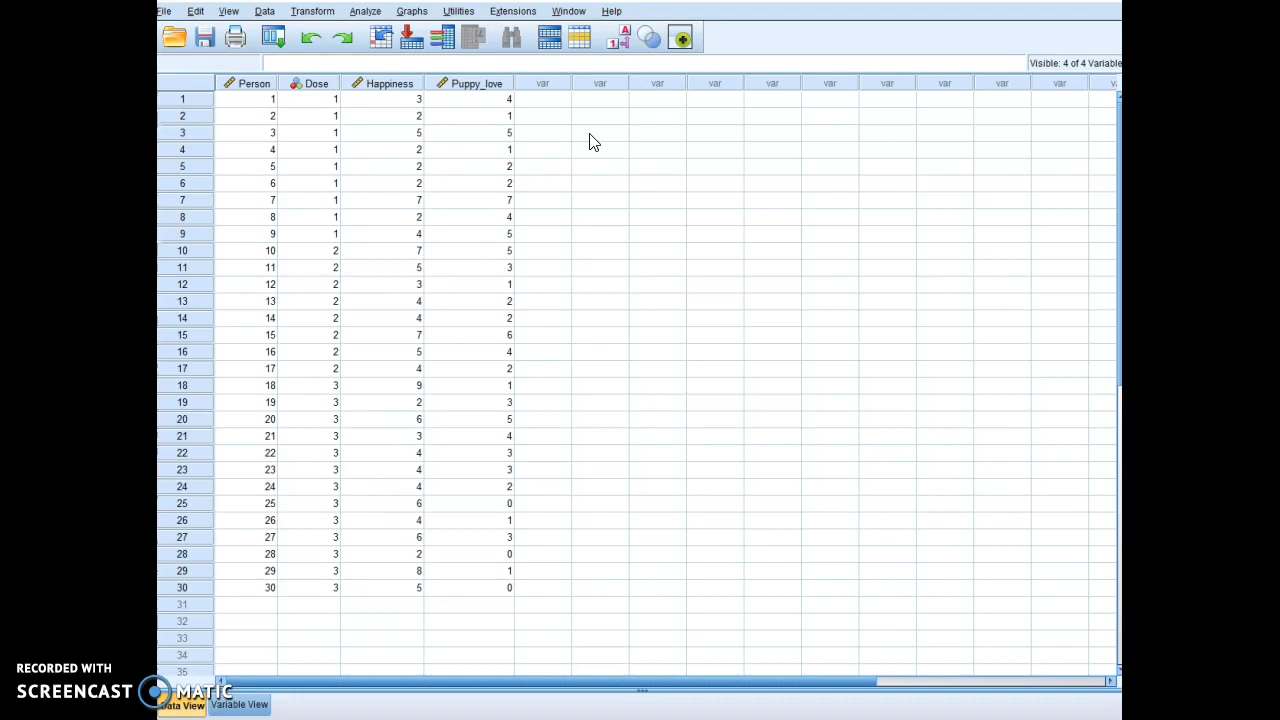 File Edit View Data Transform Analyze Graphs Utilities Extensions Window Help
Visible: 4 of 4 Variable
Person Dose Happiness Puppy_love var var var var var var var var var var
1 1 1 3 4
2 2 1 2 1
3 3 1 5 5
4 4 1 2 1
5 5 1 2 2
6 6 1 2 2
7 7 1 7 7
8 8 1 2 4
9 9 1 4 5
10 10 2 7 5
11 11 2 5 3
12 12 2 3 1
13 13 2 4 2
14 14 2 4 2
15 15 2 7 6
16 16 2 5 4
17 17 2 4 2
18 18 3 9 1
19 19 3 2 3
20 20 3 6 5
21 21 3 3 4
22 22 3 4 3
23 23 3 4 3
24 24 3 4 2
25 25 3 6 0
26 26 3 4 1
27 27 3 6 3
28 28 3 2 0
29 29 3 8 1
30 30 3 5 0
31
32
33
34
35
Data View Variable View
RECORDED WITH
SCREENCAST MATIC